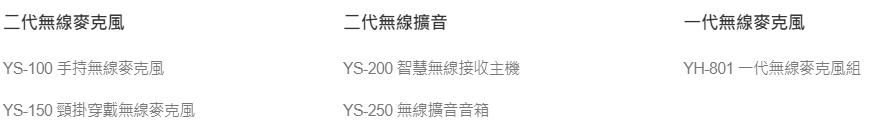 二代無線麥克風
YS-100 手持無線麥克風
YS-150 頸掛穿戴無線麥克風
二代無線擴音
YS-200 智慧無線接收主機
YS-250 無線擴音音箱
一代無線麥克風
YH-801 一代無線麥克風組